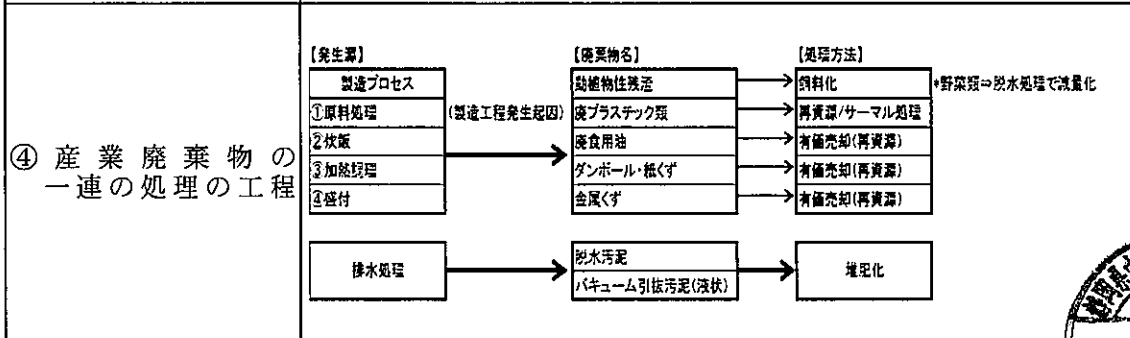 ④ 産業廃棄物の
一連の処理の工程
【発生源】
製造プロセス
①原料処理
②炊飯
③加熱調理
④盛付
(製造工程発生起因)
【廃棄物名】
動植物性残渣
廃プラスチック類
廃食用油
ダンボール・紙くず
金属くず
【処理方法】
飼料化
再資源/サーマル処理
有価売却(再資源)
有価売却(再資源)
有価売却(再資源)
*野菜類⇒脱水処理で減量化
排水処理
脱水汚泥
バキューム引抜汚泥(液状)
堆肥化